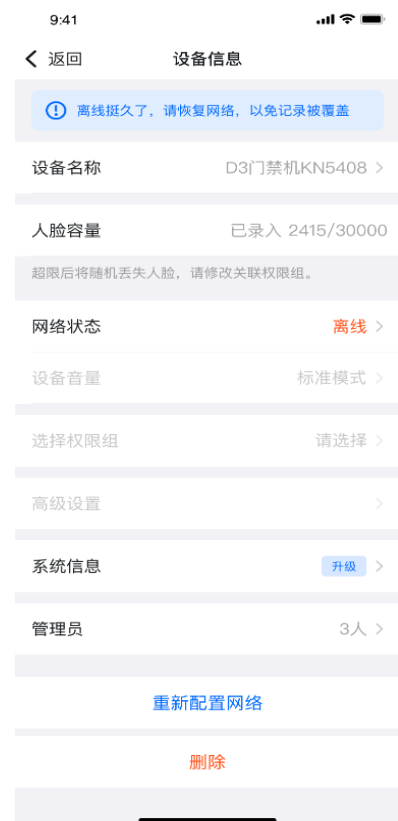 9:41
返回 设备信息
离线挺久了，请恢复网络，以免记录被覆盖
设备名称 D3门禁机KN5408
人脸容量 已录入 2415/30000
超限后将随机丢失人脸，请修改关联权限组。
网络状态 离线
设备音量 标准模式
选择权限组 请选择
高级设置
系统信息 升级
管理员 3人
重新配置网络
删除